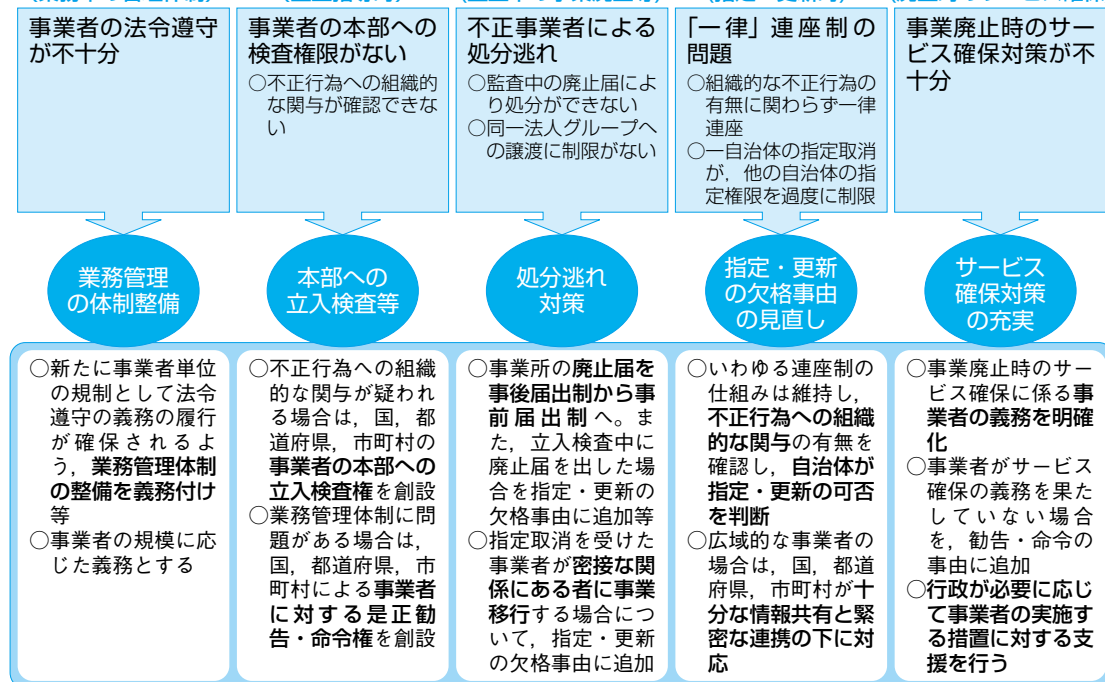 事業者の法令遵守
が不十分
事業者の本部への
検査権限がない
○不正行為への組織的
な関与が確認できな
い
不正事業者による
処分逃れ
○監査中の廃止届によ
り処分ができない
○同一法人グループへ
の譲渡に制限がない
「一律」連座制の
問題
○組織的な不正行為の
有無に関わらず一律
連座
○一自治体の指定取消
が，他の自治体の指
定権限を過度に制限
事業廃止時のサー
ビス確保対策が不
十分
業務管理
の体制整備
本部への
立入検査等
処分逃れ
対策
指定・更新
の欠格事由
の見直し
サービス
確保対策
の充実
○新たに事業者単位
の規制として法令
遵守の義務の履行
が確保されるよ
う，業務管理体制
の整備を義務付け
等
○事業者の規模に応
じた義務とする
○不正行為への組織
的な関与が疑われ
る場合は，国，都
道府県，市町村の
事業者の本部への
立入検査権を創設
○業務管理体制に問
題がある場合は，
国，都道府県，市
町村による事業者
に対する是正勧
告・命令権を創設
○事業所の廃止届を
事後届出制から事
前届出制へ。ま
た，立入検査中に
廃止届を出した場
合を指定・更新の
欠格事由に追加等
○指定取消を受けた
事業者が密接な関
係にある者に事業
移行する場合につ
いて，指定・更新
の欠格事由に追加
○いわゆる連座制の
仕組みは維持し，
不正行為への組織
的な関与の有無を
確認し，自治体が
指定・更新の可否
を判断
○広域的な事業者の
場合は，国，都道
府県，市町村が十
分な情報共有と緊
密な連携の下に対
応
○事業廃止時のサー
ビス確保に係る事
業者の義務を明確
化
○事業者がサービス
確保の義務を果た
していない場合
を，勧告・命令の
事由に追加
○行政が必要に応じ
て事業者の実施す
る措置に対する支
援を行う